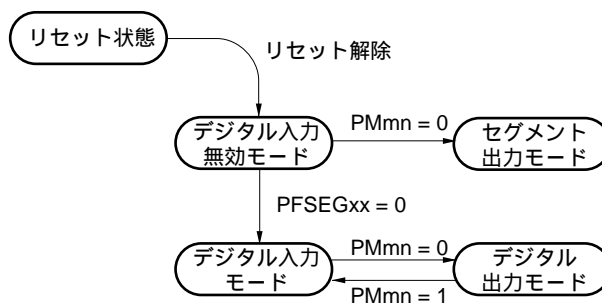 リセット状態
リセット解除
デジタル入力
無効モード
PMmn = 0
セグメント
出力モード
PFSEGxx = 0
デジタル入力
モード
PMmn = 0
PMmn = 1
デジタル
出力モード